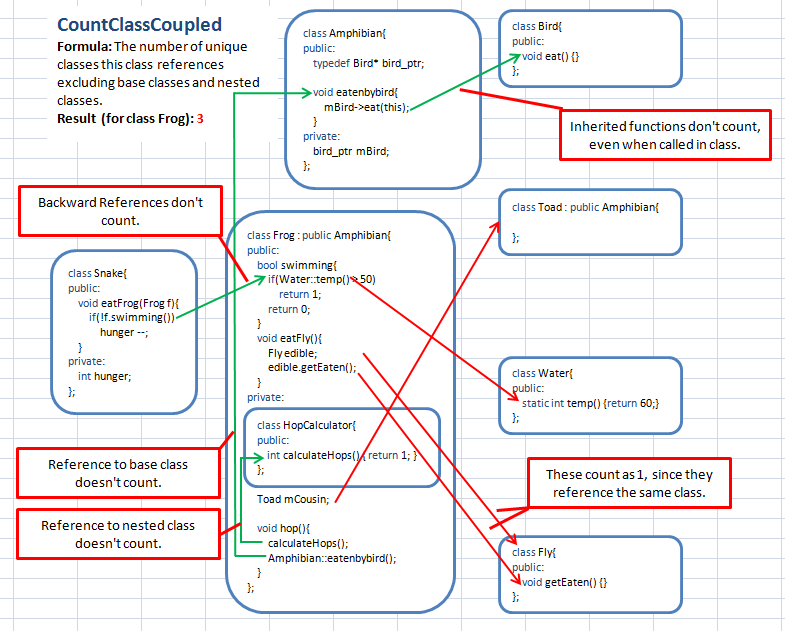 CountClassCoupled
Formula: The number of unique
classes this class references
excluding base classes and nested
classes.
Result (for class Frog): 3
class Amphibian{
public:
typedef Bird* bird_ptr;
void eatenbybird{
mBird->eat(this);
}
private:
bird_ptr mBird;
};
class Bird{
public:
void eat() {}
};
Inherited functions don't count,
even when called in class.
Backward References don't
count.
class Snake{
public:
void eatFrog(Frog f){
if(!f.swimming())
hunger --;
}
private:
int hunger;
};
class Frog : public Amphibian{
public:
bool swimming{
if(Water::temp() > 50)
return 1;
return 0;
}
void eatFly(){
Fly edible;
edible.getEaten();
}
private:
class HopCalculator{
public:
int calculateHops() { return 1; }
};
Toad mCousin;
void hop(){
calculateHops();
Amphibian::eatenbybird();
}
};
class Toad : public Amphibian{
};
class Water{
public:
static int temp() {return 60;}
};
Reference to base class
doesn't count.
Reference to nested class
doesn't count.
These count as 1, since they
reference the same class.
class Fly{
public:
void getEaten() {}
};